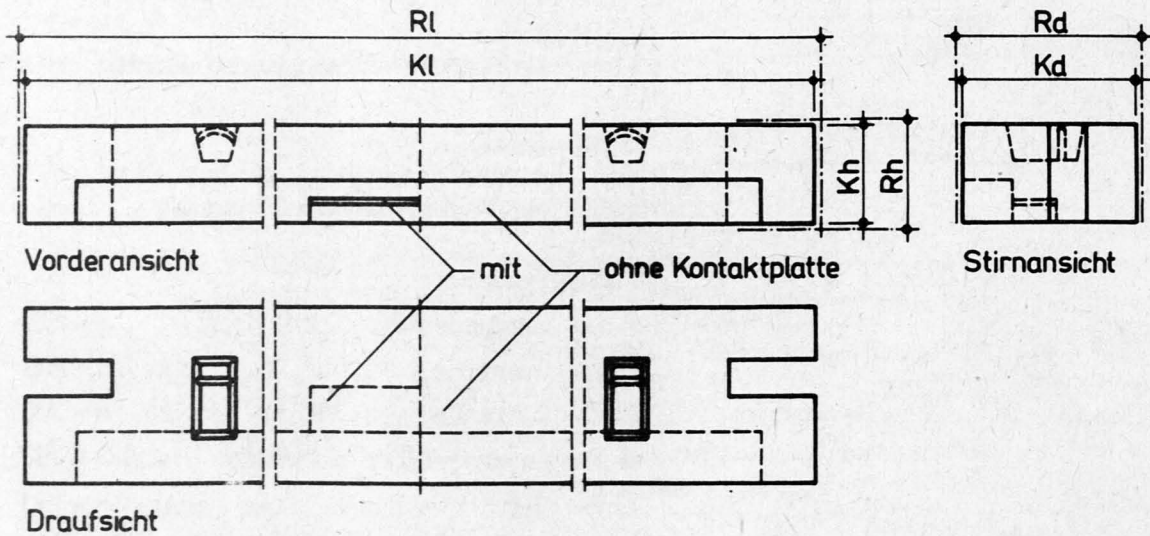 Rl
Kl
Rd
Kd
Kh
Rh
Vorderansicht
mit
ohne Kontaktplatte
Stirnansicht
Draufsicht